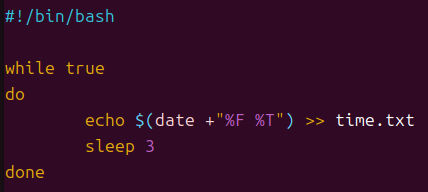 #!/bin/bash

while true
do
        echo $(date +"%F %T") >> time.txt
        sleep 3
done